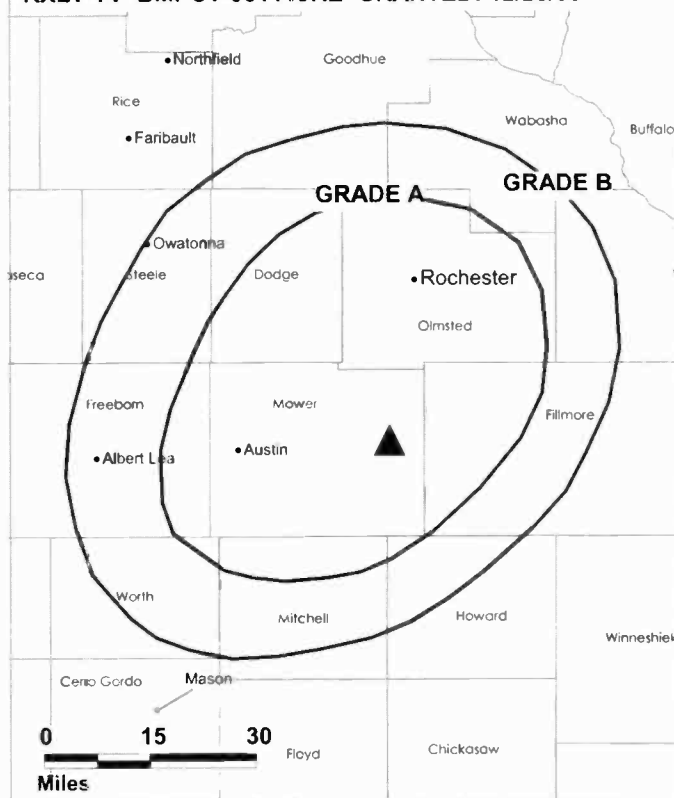 Northfield
Goodhue
Rice
Wabasha
Faribault
Buffalo
GRADE A
GRADE B
Owatonna
Steele
Dodge
Rochester
Olmsted
Freeborn
Mower
Fillmore
Albert Lea
Austin
Worth
Mitchell
Howard
Winneshiek
Cerro Gordo
Mason
0 15 30
Floyd
Chickasaw
Miles